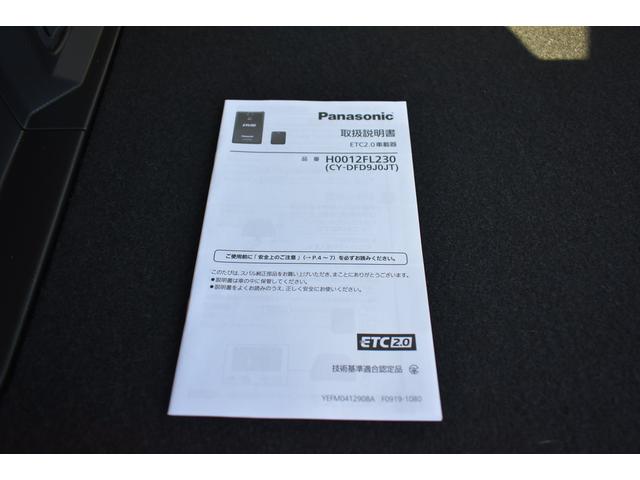 Panasonic
取扱説明書
ETC2.0車載器
品番 H0012FL230
(CY-DFD9J0JT)
ご使用前に「安全上のご注意」(→P.4〜7)を必ずお読みください。
このたびは、スバル純正部品をお買い上げいただき、まことにありがとうございます。
●説明書は車の中に保管してください。
●説明書をよくお読みのうえ、正しく安全にお使いください。
ETC2.0
技術基準適合認定品
YEFM0412908A F0919-1080